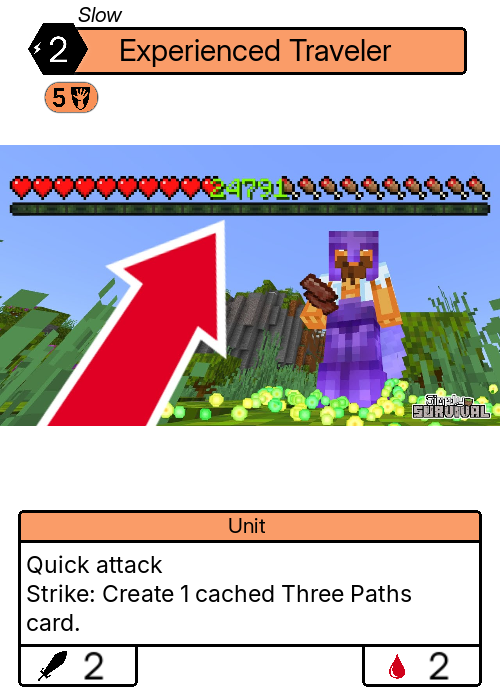 Slow
2
Experienced Traveler
5
24791
Simply
SURVIVAL
Unit
Quick attack
Strike: Create 1 cached Three Paths
card.
2
2